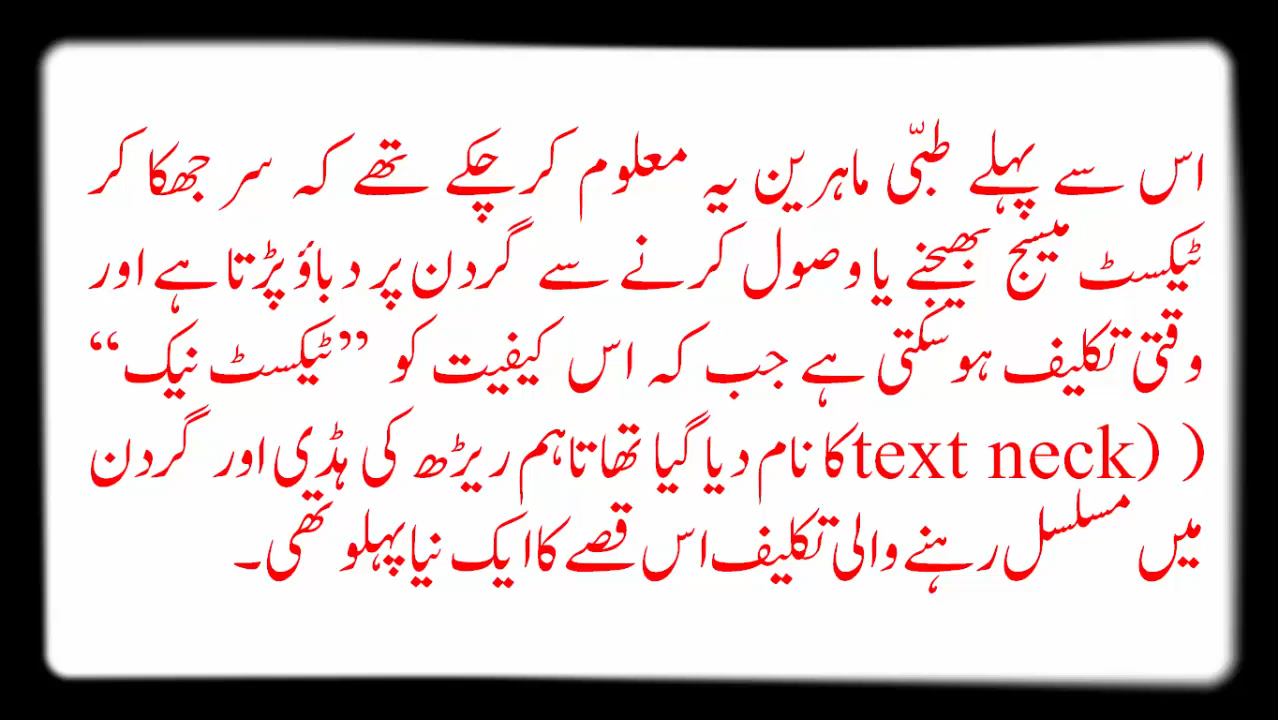 اس سے پہلے طبّی ماہرین یہ معلوم کرچکے تھے کہ سر جھکا کر
ٹیکسٹ میسج بھیجنے یا وصول کرنے سے گردن پر دباؤ پڑتا ہے اور
وقتی تکلیف ہوسکتی ہے جب کہ اس کیفیت کو ”ٹیکسٹ نیک“
((text neck کا نام دیا گیا تھا تاہم ریڑھ کی ہڈی اور گردن
میں مسلسل رہنے والی تکلیف اس قصے کا ایک نیا پہلو تھی۔